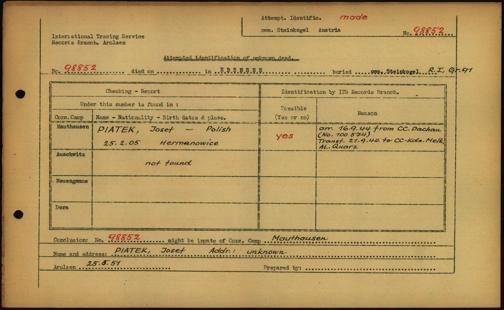 Attempt. Identific. made
cem. Steinkogel Austria No. 98852
International Tracing Service
Records Branch, Arolsen
Attempted identification of unknown dead.
No. 98852 died on in EBENSEE buried cem. Steinkogel, R.I, Gr.91
Checking - Report
Identification by ITS Records Branch.
Under this number is found in :
Conc.Camp Name - Nationality - Birth dates & place.
Possible (Yes or no)
Reason
Mauthausen PIATEK, Josef - Polish
25.2.05 Hermanowice
yes
arr. 16.9.44 from CC. Dachau
(No. 100 574)
Transf. 21.9.44 to CC-Kdo. Melk,
AL. Quarz
Auschwitz
not found
Neuengamme
Dora
Conclusion: No. 98852 might be inmate of Conc. Camp Mauthausen
Name and address: PIATEK, Josef Addr: unknown
Arolsen 25.5.51 Prepared by: